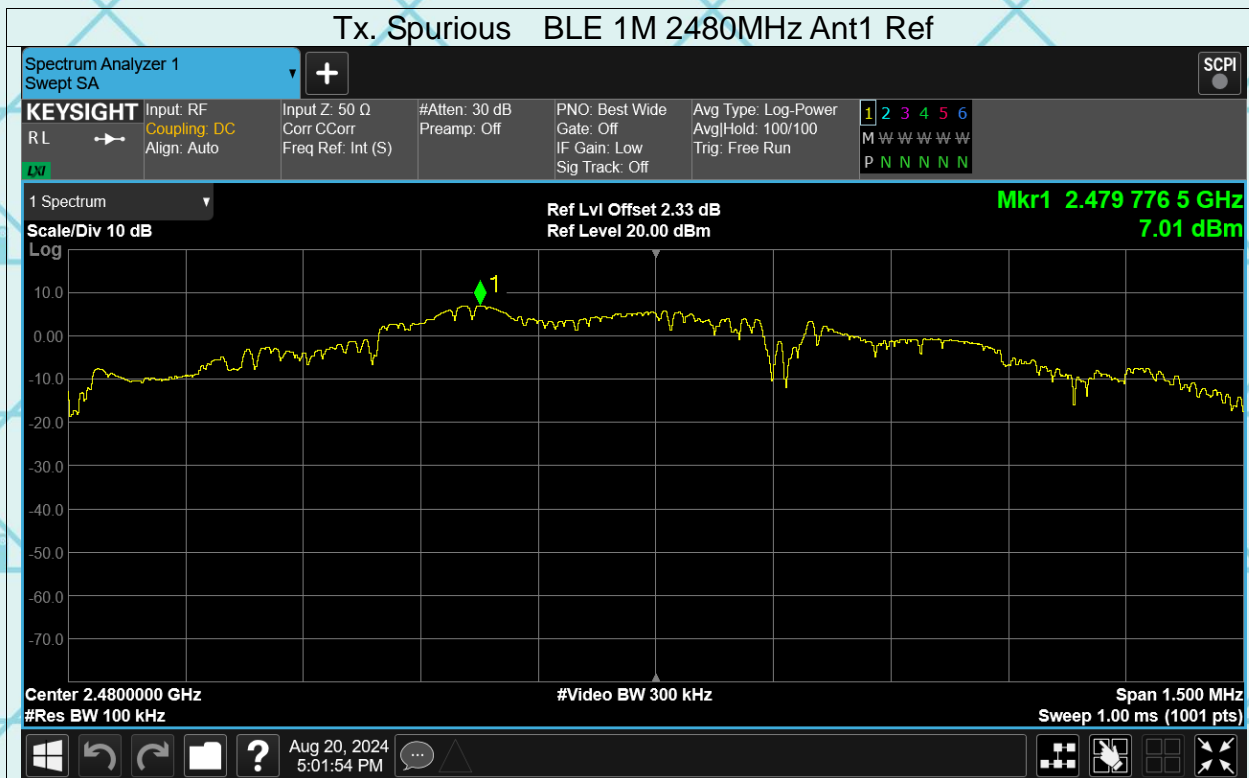 Tx. Spurious BLE 1M 2480MHz Ant1 Ref
Spectrum Analyzer 1
Swept SA
+
SCPI
KEYSIGHT
RL
LXI
Input: RF
Coupling: DC
Align: Auto
Input Z: 50 Ω
Corr CCorr
Freq Ref: Int (S)
#Atten: 30 dB
Preamp: Off
PNO: Best Wide
Gate: Off
IF Gain: Low
Sig Track: Off
Avg Type: Log-Power
Avg|Hold: 100/100
Trig: Free Run
1 2 3 4 5 6
M W W W W W
P N N N N N
1 Spectrum
Scale/Div 10 dB
Log
Ref Lvl Offset 2.33 dB
Ref Level 20.00 dBm
Mkr1 2.479 776 5 GHz
7.01 dBm
1
10.0
0.00
-10.0
-20.0
-30.0
-40.0
-50.0
-60.0
-70.0
Center 2.4800000 GHz
#Res BW 100 kHz
#Video BW 300 kHz
Span 1.500 MHz
Sweep 1.00 ms (1001 pts)
?
Aug 20, 2024
5:01:54 PM